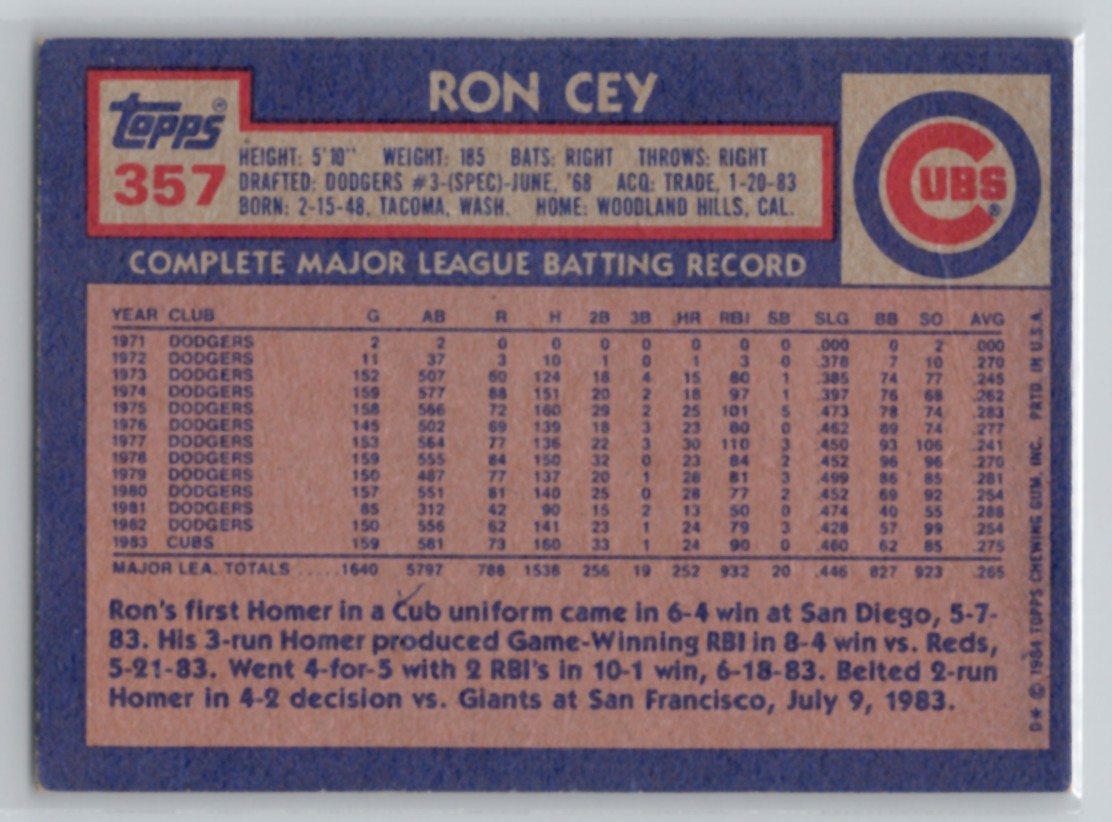 RON CEY
Topps®
357
HEIGHT: 5'10" WEIGHT: 185 BATS: RIGHT THROWS: RIGHT
DRAFTED: DODGERS #3-(SPEC)-JUNE, '68 ACQ: TRADE, 1-20-83
BORN: 2-15-48, TACOMA, WASH. HOME: WOODLAND HILLS, CAL.
CUBS®
COMPLETE MAJOR LEAGUE BATTING RECORD
YEAR CLUB G AB R H 2B 3B HR RBI SB SLG BB SO AVG
1971 DODGERS 2 2 0 0 0 0 0 0 0 .000 0 2 .000
1972 DODGERS 11 37 3 10 1 0 1 3 0 .378 7 10 .270
1973 DODGERS 152 507 60 124 18 4 15 80 1 .385 74 77 .245
1974 DODGERS 159 577 88 151 20 2 18 97 1 .397 76 68 .262
1975 DODGERS 158 566 72 160 29 2 25 101 5 .473 78 74 .283
1976 DODGERS 145 502 69 139 18 3 23 80 0 .462 89 74 .277
1977 DODGERS 153 564 77 136 22 3 30 110 3 .450 93 106 .241
1978 DODGERS 159 555 84 150 32 0 23 84 2 .452 96 96 .270
1979 DODGERS 150 487 77 137 20 1 28 81 3 .499 86 85 .281
1980 DODGERS 157 551 81 140 25 0 28 77 2 .452 69 92 .254
1981 DODGERS 85 312 42 90 15 2 13 50 0 .474 40 55 .288
1982 DODGERS 150 556 62 141 23 1 24 79 3 .428 57 99 .254
1983 CUBS 159 581 73 160 33 1 24 90 0 .460 62 85 .275
MAJOR LEA. TOTALS .....1640 5797 788 1538 256 19 252 932 20 .446 827 923 .265
Ron's first Homer in a Cub uniform came in 6-4 win at San Diego, 5-7-
83. His 3-run Homer produced Game-Winning RBI in 8-4 win vs. Reds,
5-21-83. Went 4-for-5 with 2 RBI's in 10-1 win, 6-18-83. Belted 2-run
Homer in 4-2 decision vs. Giants at San Francisco, July 9, 1983.
D* © 1984 TOPPS CHEWING GUM, INC. PRTD. IN U.S.A.